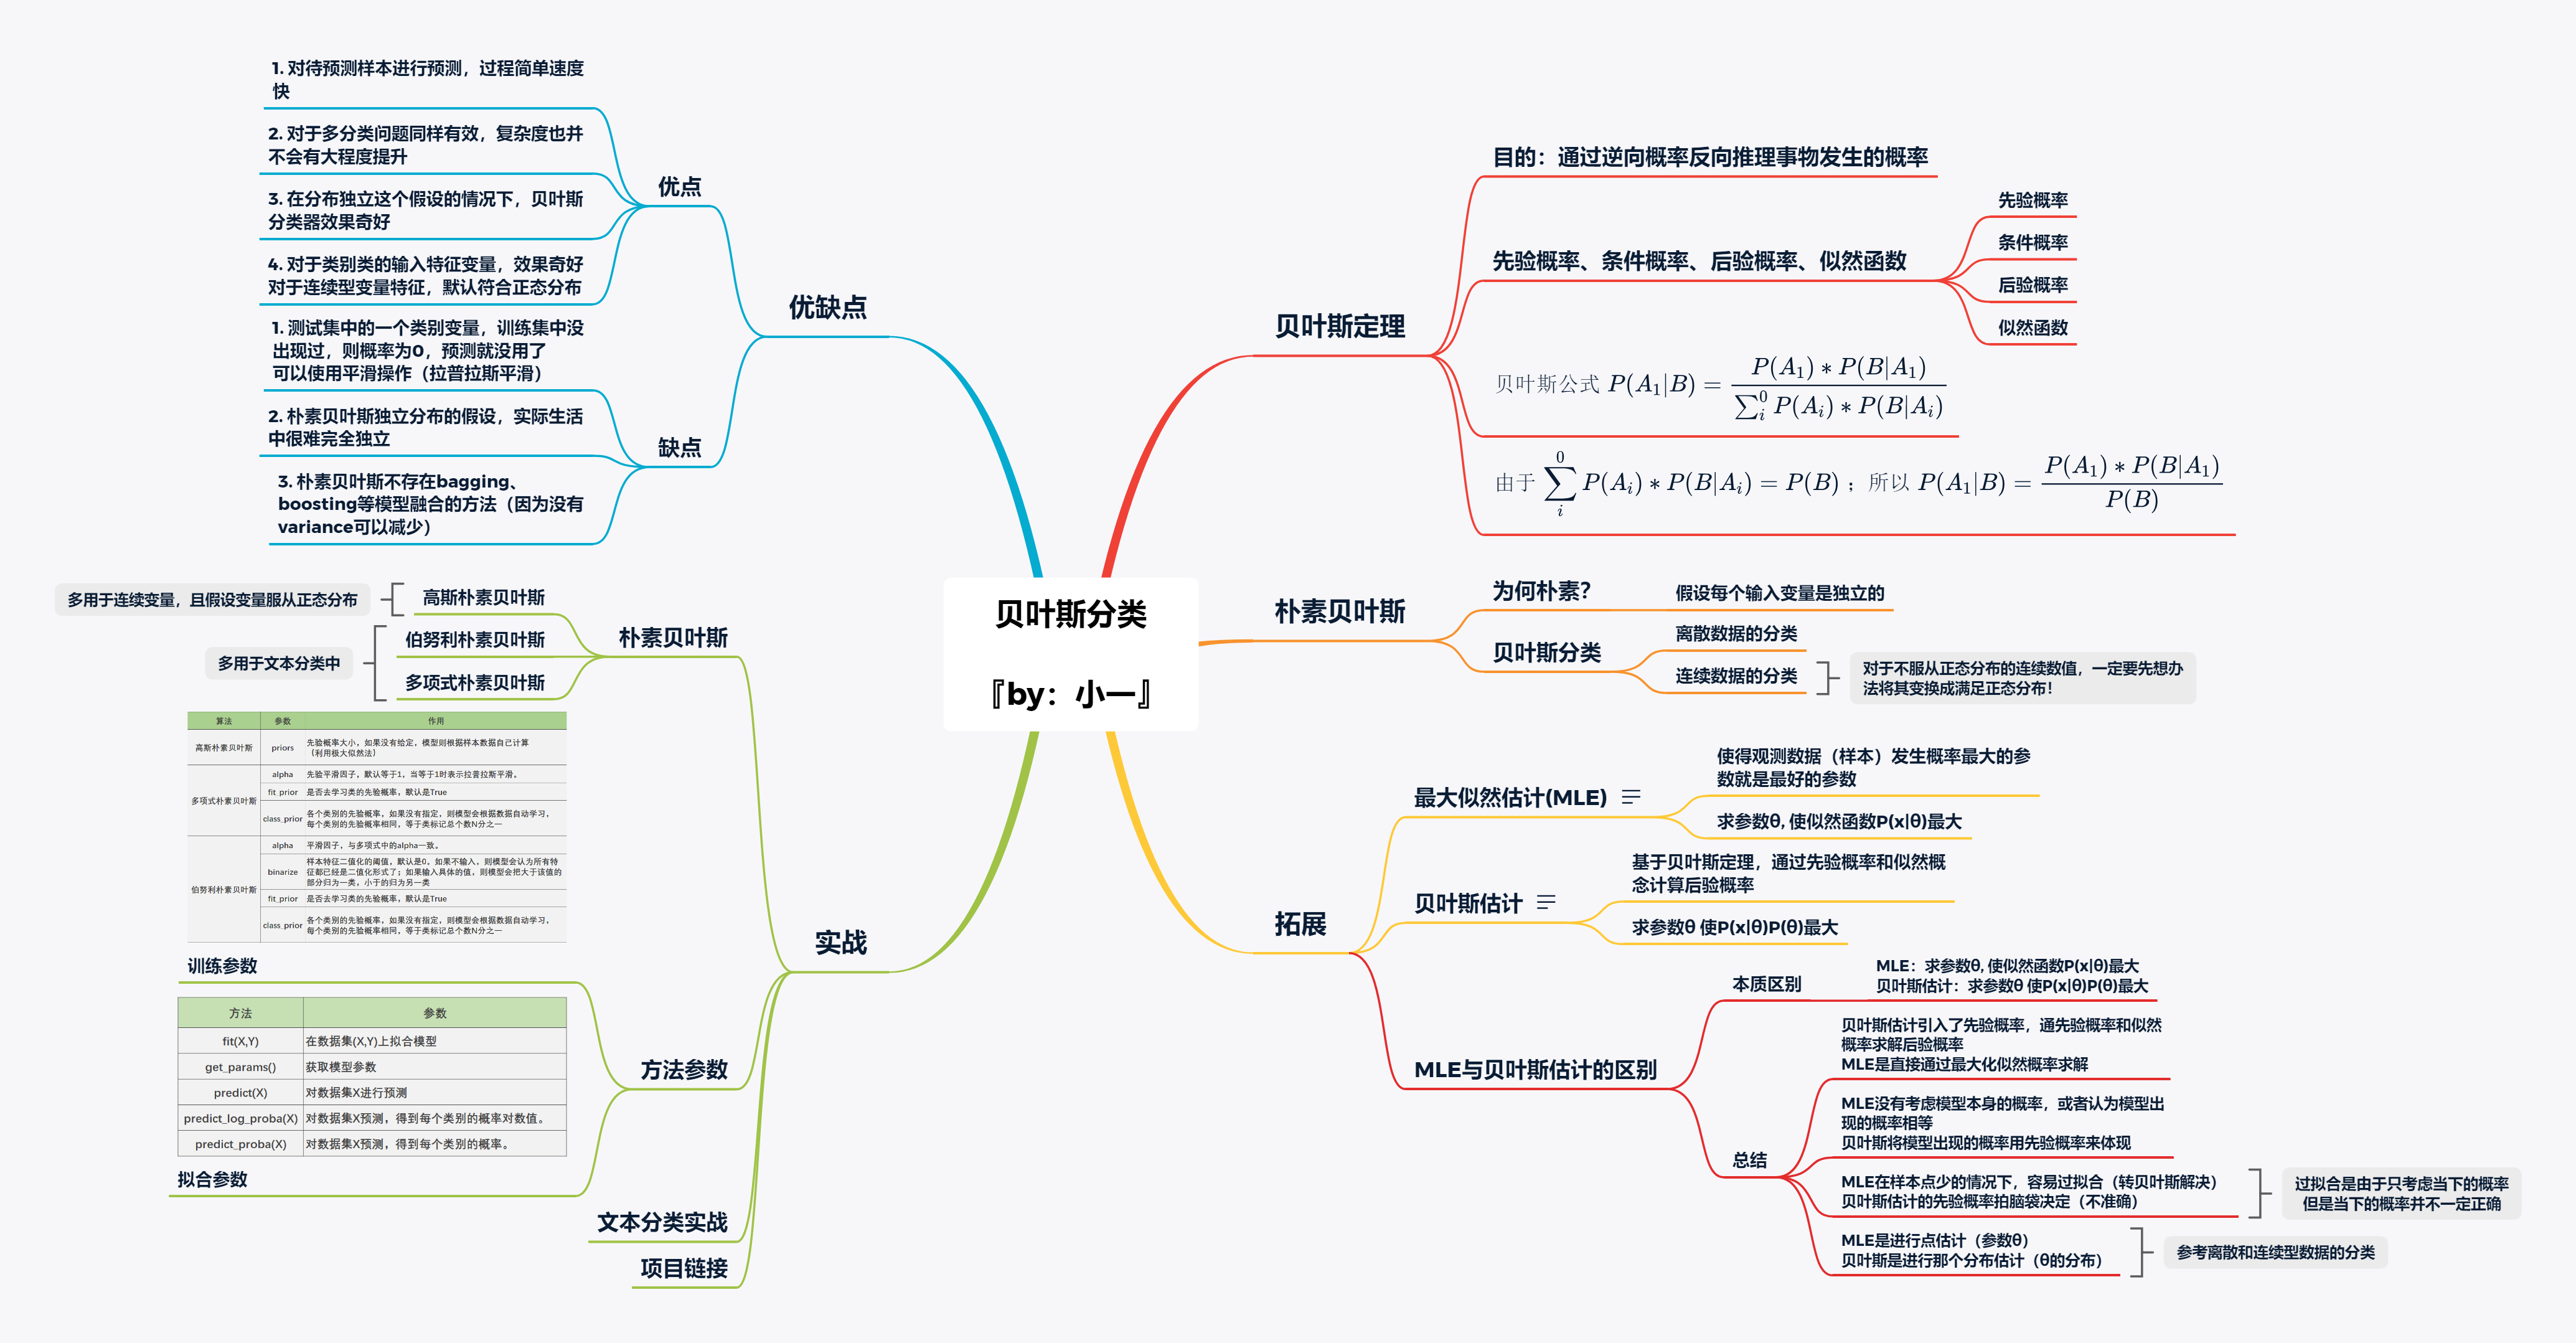 贝叶斯分类
『by：小一』
贝叶斯定理
目的：通过逆向概率反向推理事物发生的概率
先验概率、条件概率、后验概率、似然函数
先验概率
条件概率
后验概率
似然函数
贝叶斯公式 P(A₁|B) = P(A₁) * P(B|A₁) / ∑ᵢ⁰ P(Aᵢ) * P(B|Aᵢ)
由于 ∑ᵢ⁰ P(Aᵢ) * P(B|Aᵢ) = P(B) ；所以 P(A₁|B) = P(A₁) * P(B|A₁) / P(B)
朴素贝叶斯
为何朴素？
假设每个输入变量是独立的
贝叶斯分类
离散数据的分类
连续数据的分类
对于不服从正态分布的连续数值，一定要先想办
法将其变换成满足正态分布！
拓展
最大似然估计(MLE)
使得观测数据（样本）发生概率最大的参
数就是最好的参数
求参数θ, 使似然函数P(x|θ)最大
贝叶斯估计
基于贝叶斯定理，通过先验概率和似然概
念计算后验概率
求参数θ 使P(x|θ)P(θ)最大
MLE与贝叶斯估计的区别
本质区别
MLE：求参数θ, 使似然函数P(x|θ)最大
贝叶斯估计：求参数θ 使P(x|θ)P(θ)最大
总结
贝叶斯估计引入了先验概率，通先验概率和似然
概率求解后验概率
MLE是直接通过最大化似然概率求解
MLE没有考虑模型本身的概率，或者认为模型出
现的概率相等
贝叶斯将模型出现的概率用先验概率来体现
MLE在样本点少的情况下，容易过拟合（转贝叶斯解决）
贝叶斯估计的先验概率拍脑袋决定（不准确）
过拟合是由于只考虑当下的概率
但是当下的概率并不一定正确
MLE是进行点估计（参数θ）
贝叶斯是进行那个分布估计（θ的分布）
参考离散和连续型数据的分类
优缺点
优点
1. 对待预测样本进行预测，过程简单速度
快
2. 对于多分类问题同样有效，复杂度也并
不会有大程度提升
3. 在分布独立这个假设的情况下，贝叶斯
分类器效果奇好
4. 对于类别类的输入特征变量，效果奇好
对于连续型变量特征，默认符合正态分布
缺点
1. 测试集中的一个类别变量，训练集中没
出现过，则概率为0，预测就没用了
可以使用平滑操作（拉普拉斯平滑）
2. 朴素贝叶斯独立分布的假设，实际生活
中很难完全独立
3. 朴素贝叶斯不存在bagging、
boosting等模型融合的方法（因为没有
variance可以减少）
实战
朴素贝叶斯
高斯朴素贝叶斯
多用于连续变量，且假设变量服从正态分布
伯努利朴素贝叶斯
多项式朴素贝叶斯
多用于文本分类中
方法参数
算法 参数 作用
高斯朴素贝叶斯 priors 先验概率大小，如果没有给定，模型则根据样本数据自己计算
（利用极大似然法）
多项式朴素贝叶斯 alpha 先验平滑因子，默认等于1，当等于1时表示拉普拉斯平滑。
fit_prior 是否去学习类的先验概率，默认是True
class_prior 各个类别的先验概率，如果没有指定，则模型会根据数据自动学习，
每个类别的先验概率相同，等于类标记总个数N分之一
伯努利朴素贝叶斯 alpha 平滑因子，与多项式中的alpha一致。
binarize 样本特征二值化的阈值，默认是0。如果不输入，则模型会认为所有特
征都已经是二值化形式了；如果输入具体的值，则模型会把大于该值的
部分归为一类，小于的归为另一类
fit_prior 是否去学习类的先验概率，默认是True
class_prior 各个类别的先验概率，如果没有指定，则模型会根据数据自动学习，
每个类别的先验概率相同，等于类标记总个数N分之一
训练参数
方法 参数
fit(X,Y) 在数据集(X,Y)上拟合模型
get_params() 获取模型参数
predict(X) 对数据集X进行预测
predict_log_proba(X) 对数据集X预测，得到每个类别的概率对数值。
predict_proba(X) 对数据集X预测，得到每个类别的概率。
拟合参数
文本分类实战
项目链接